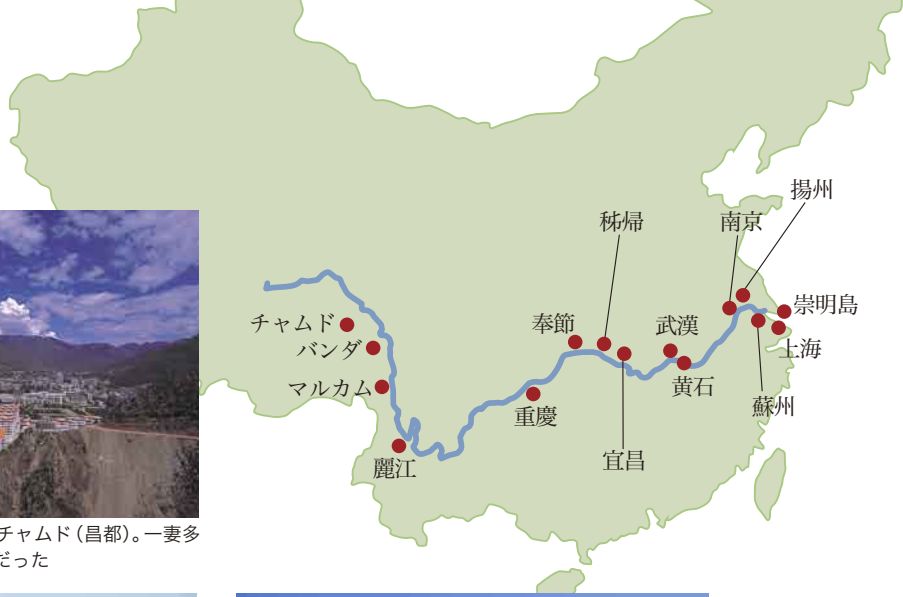 揚州
秭帰
南京
崇明島
チャムド
奉節
武漢
バンダ
上海
マルカム
黄石
重慶
蘇州
宜昌
麗江
チャムド（昌都）。一妻多
だった